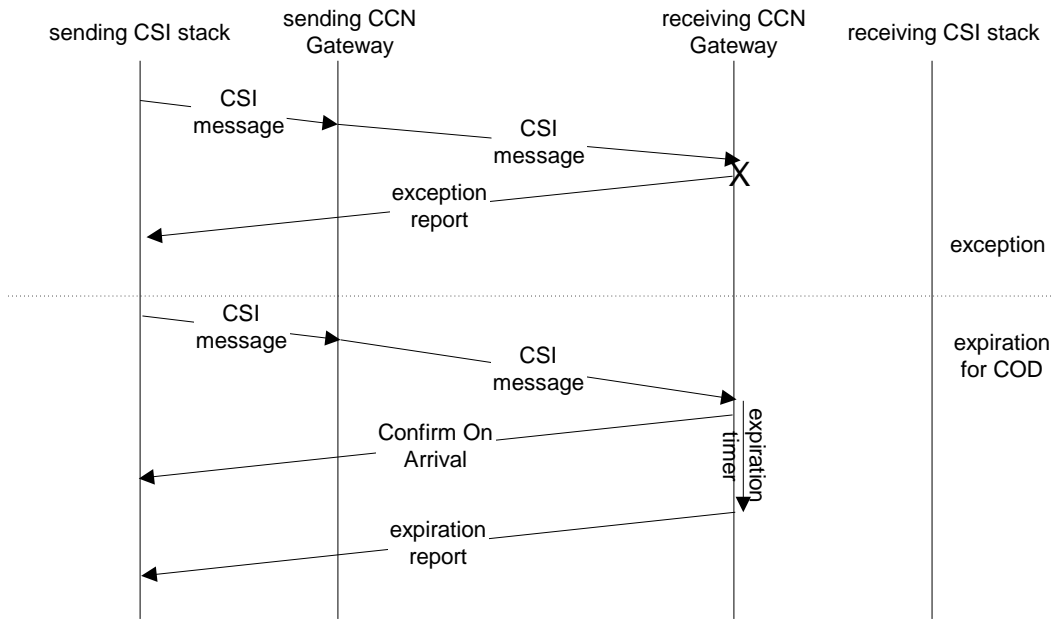 sending CSI stack
sending CCN
Gateway
receiving CCN
Gateway
receiving CSI stack
CSI
message
CSI
message
X
exception
report
exception
CSI
message
CSI
message
expiration
for COD
Confirm On
Arrival
expiration
timer
expiration
report